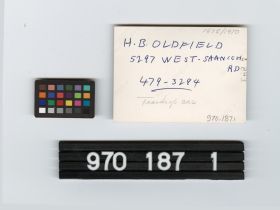 H.B. OLDFIELD
5297 WEST-SAANICH
RD
479-3294
970.187.1
970 187 1